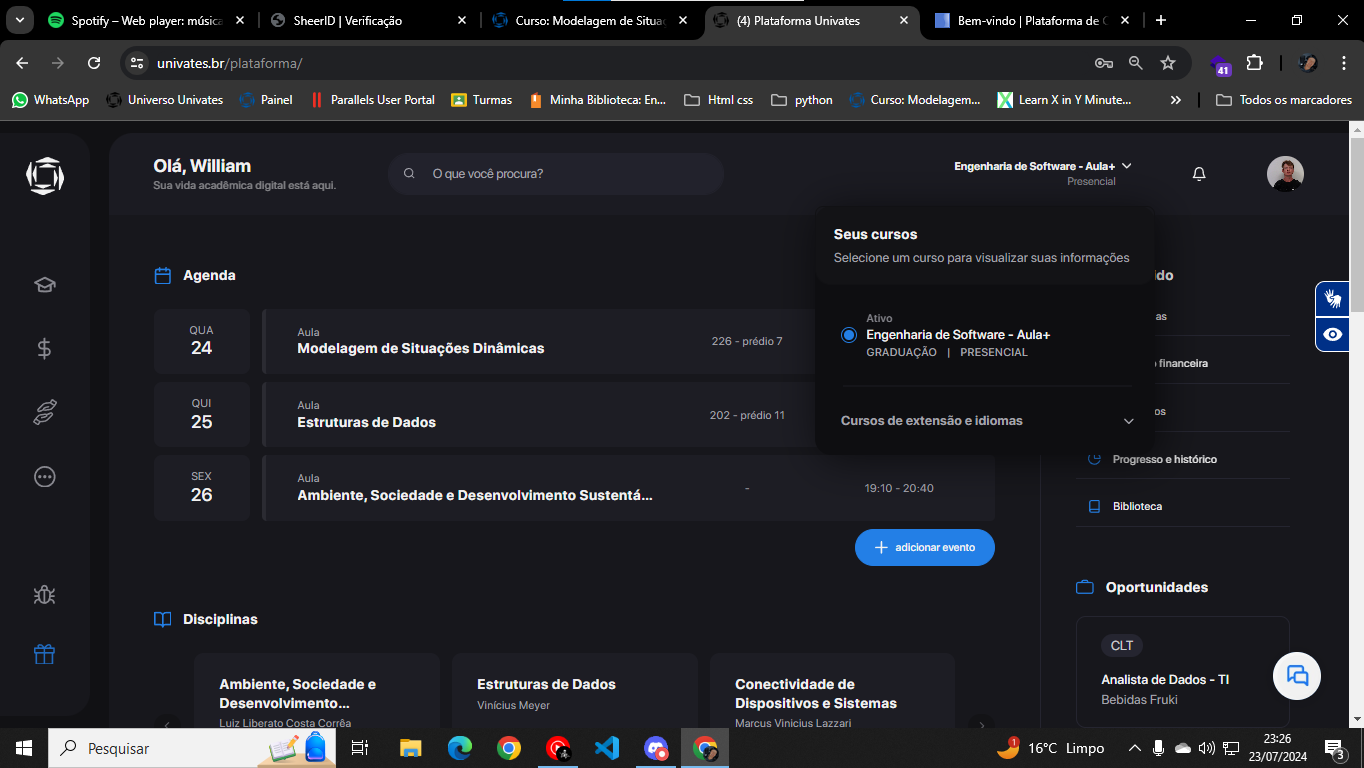 Spotify – Web player: música
SheerID | Verificação
Curso: Modelagem de Situaç
(4) Plataforma Univates
Bem-vindo | Plataforma de C
univates.br/plataforma/
41
WhatsApp
Universo Univates
Painel
Parallels User Portal
Turmas
Minha Biblioteca: En...
Html css
python
Curso: Modelagem...
Learn X in Y Minute...
Todos os marcadores
Olá, William
Sua vida acadêmica digital está aqui.
O que você procura?
Engenharia de Software - Aula+
Presencial
Seus cursos
Selecione um curso para visualizar suas informações
Ativo
Engenharia de Software - Aula+
GRADUAÇÃO | PRESENCIAL
Cursos de extensão e idiomas
Agenda
QUA
24
Aula
Modelagem de Situações Dinâmicas
226 - prédio 7
QUI
25
Aula
Estruturas de Dados
202 - prédio 11
SEX
26
Aula
Ambiente, Sociedade e Desenvolvimento Sustentá...
-
19:10 - 20:40
adicionar evento
do
as
financeira
os
Progresso e histórico
Biblioteca
Oportunidades
CLT
Analista de Dados - TI
Bebidas Fruki
Disciplinas
Ambiente, Sociedade e
Desenvolvimento...
Luiz Liberato Costa Corrêa
Estruturas de Dados
Vinícius Meyer
Conectividade de
Dispositivos e Sistemas
Marcus Vinicius Lazzari
Pesquisar
1
16°C Limpo
23:26
23/07/2024
3